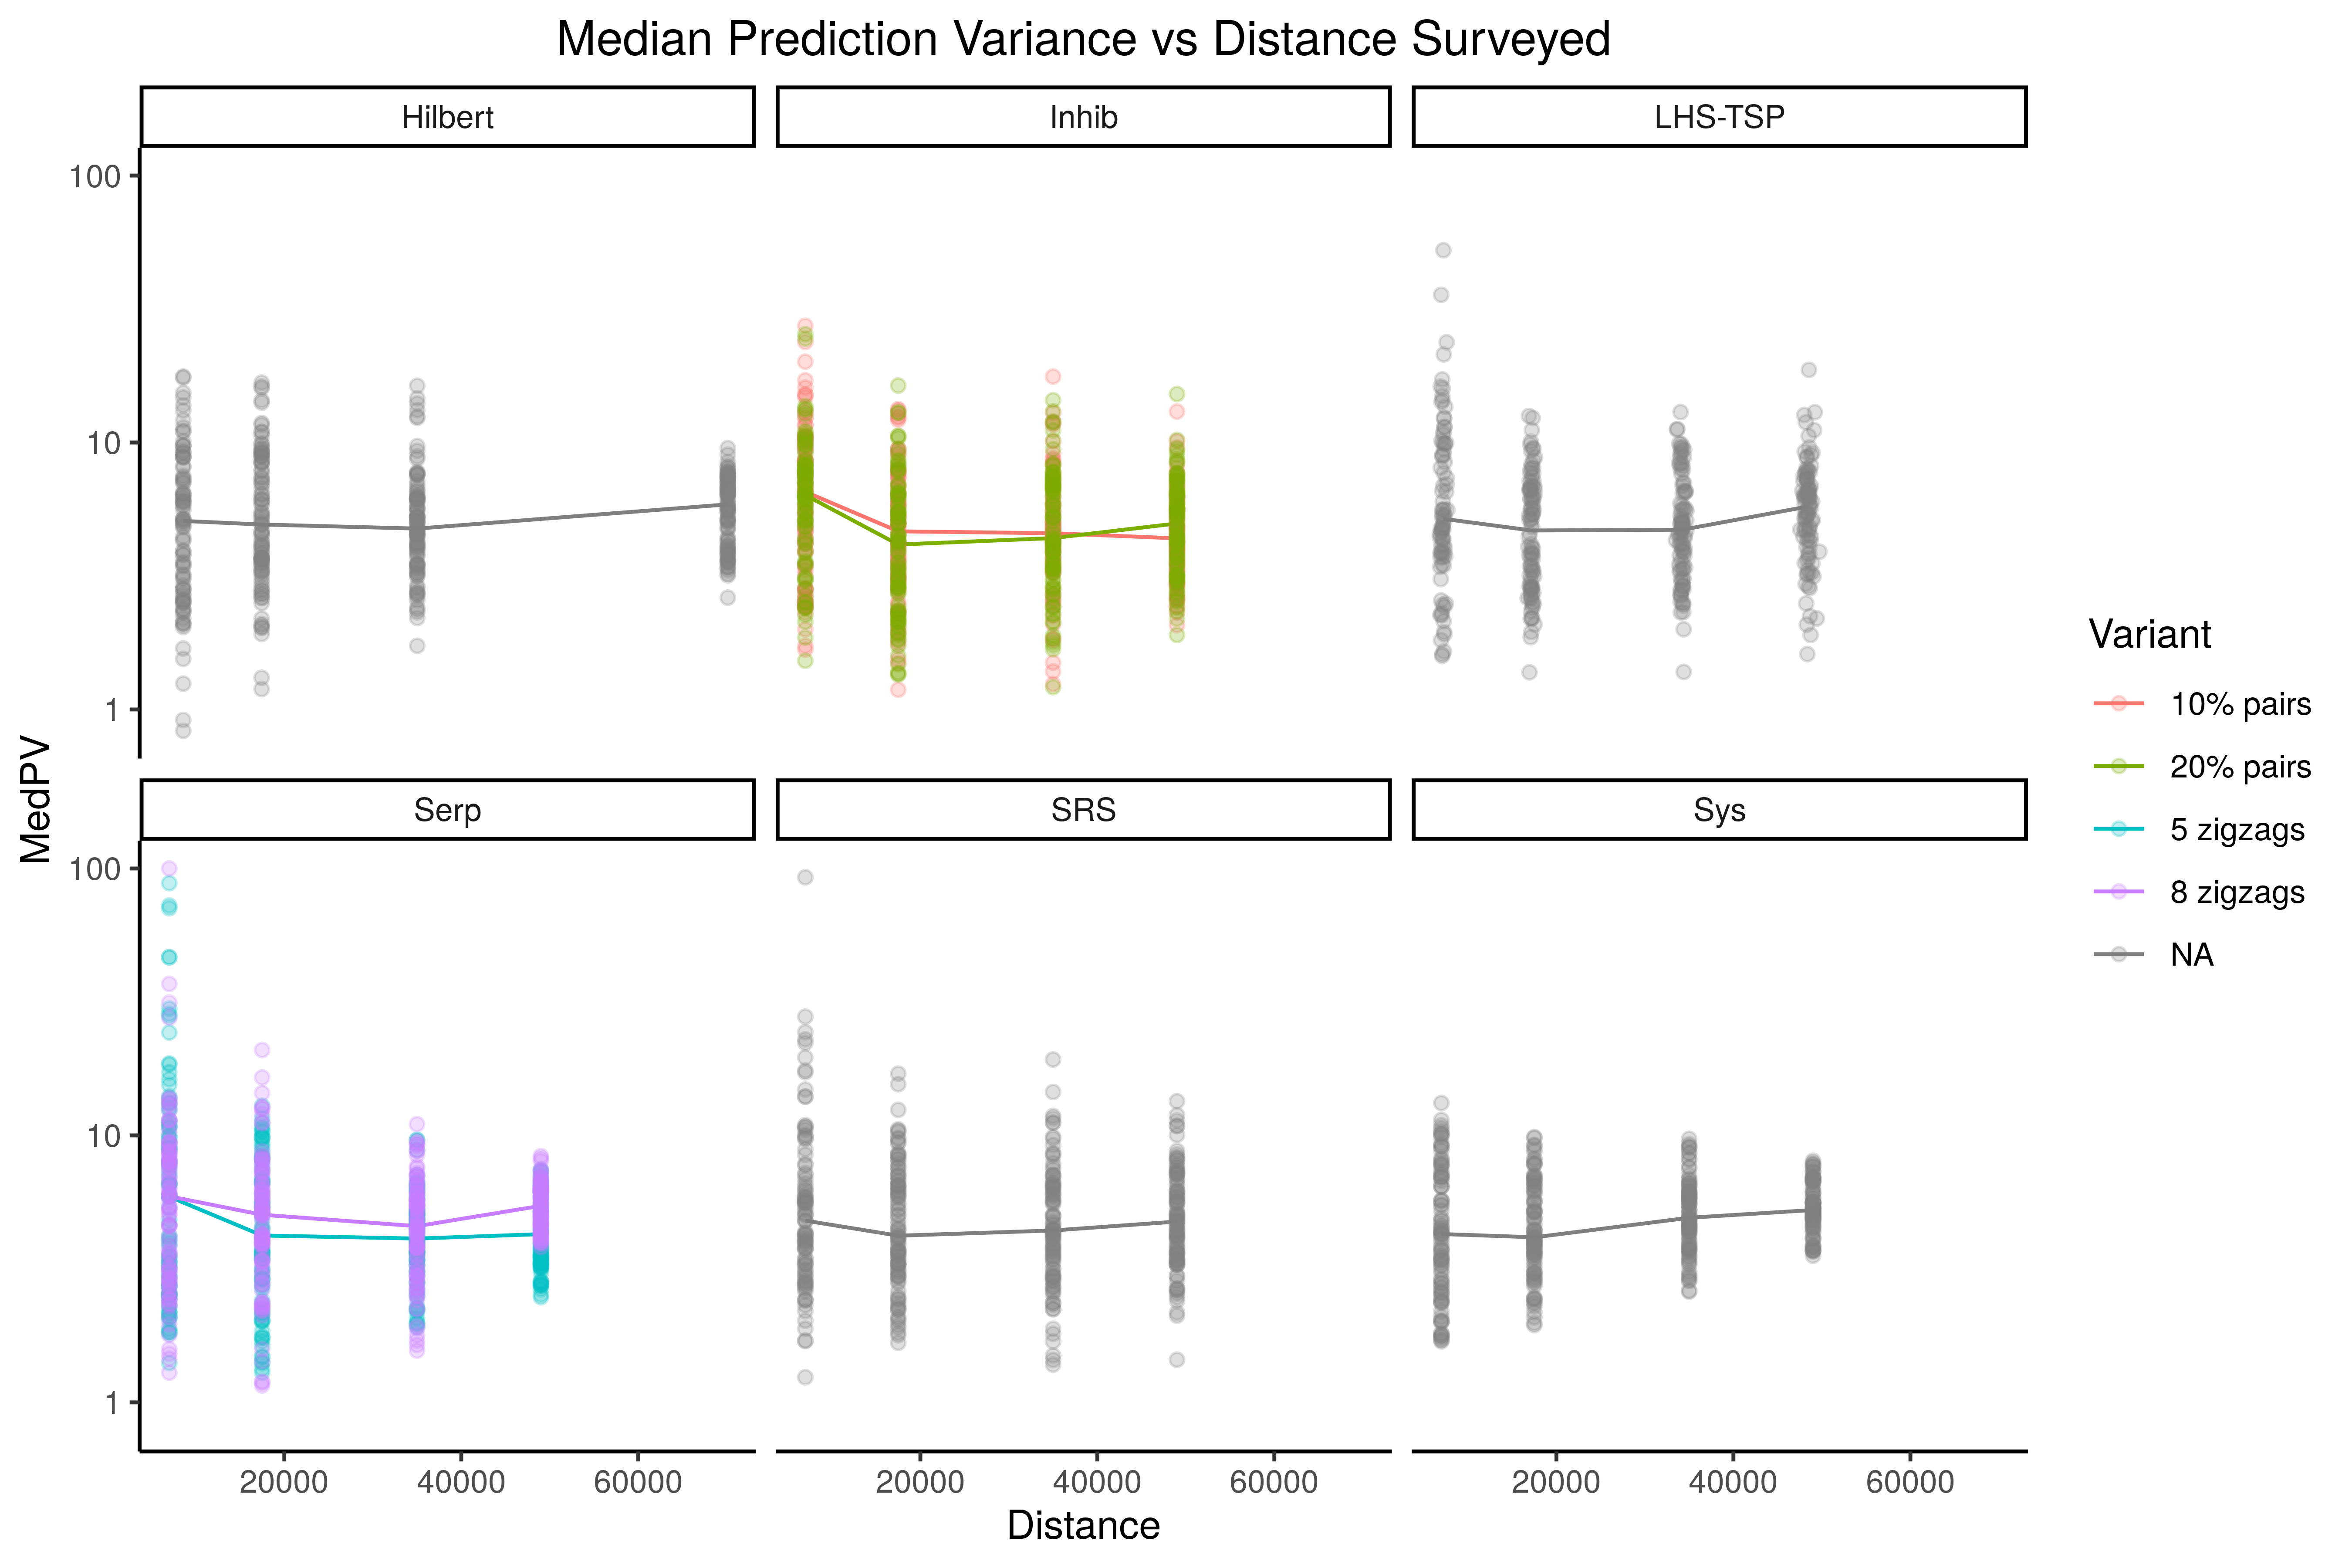 Median Prediction Variance vs Distance Surveyed
Hilbert
Inhib
LHS-TSP
100
10
1
MedPV
Serp
SRS
Sys
100
10
1
20000
40000
60000
20000
40000
60000
20000
40000
60000
Distance
Variant
10% pairs
20% pairs
5 zigzags
8 zigzags
NA